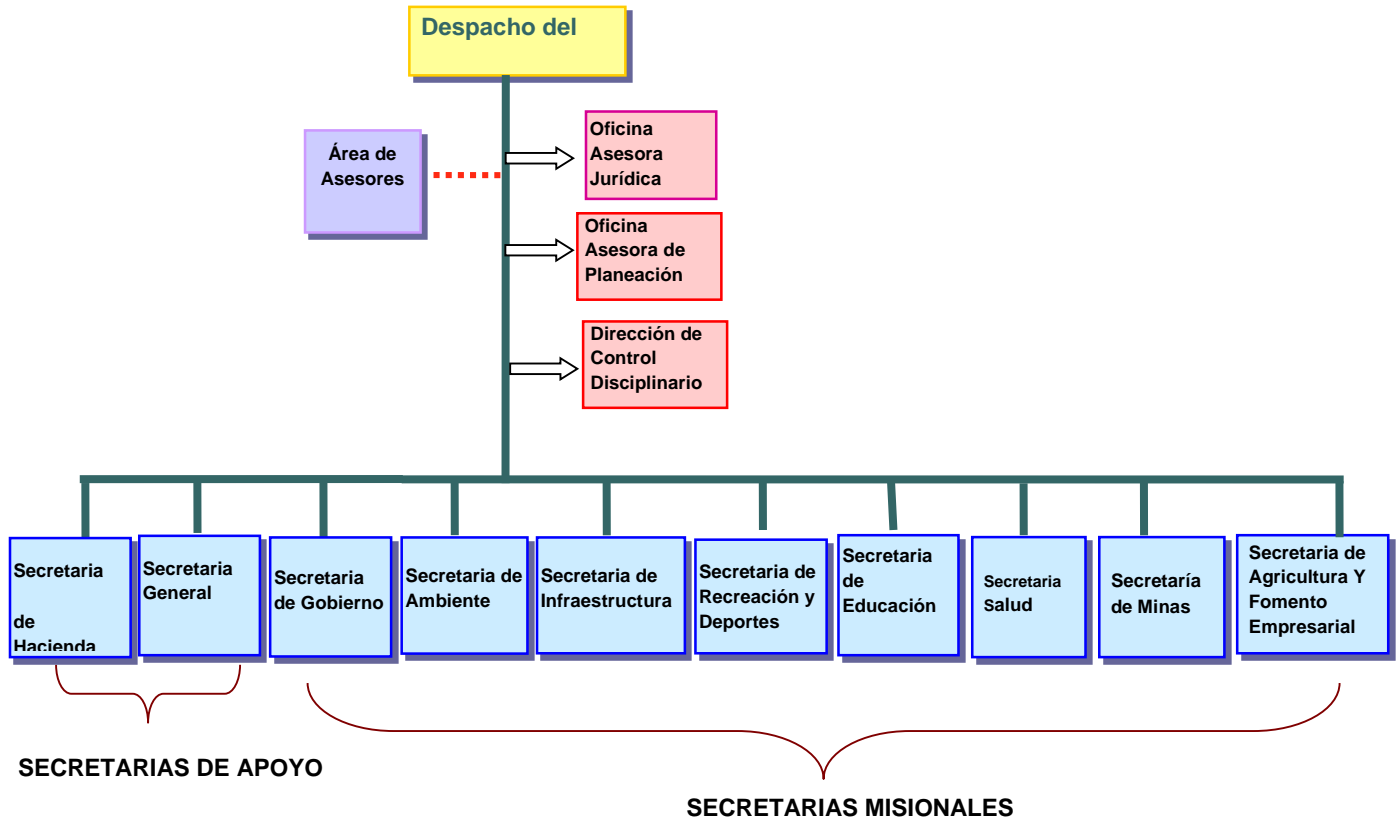 Despacho del
Área de
Asesores
Oficina
Asesora
Jurídica
Oficina
Asesora de
Planeación
Dirección de
Control
Disciplinario
Secretaria
de
Hacienda
Secretaria
General
Secretaria
de Gobierno
Secretaria de
Ambiente
Secretaria de
Infraestructura
Secretaria de
Recreación y
Deportes
Secretaria
de
Educación
Secretaria
Salud
Secretaría
de Minas
Secretaria de
Agricultura Y
Fomento
Empresarial
SECRETARIAS DE APOYO
SECRETARIAS MISIONALES